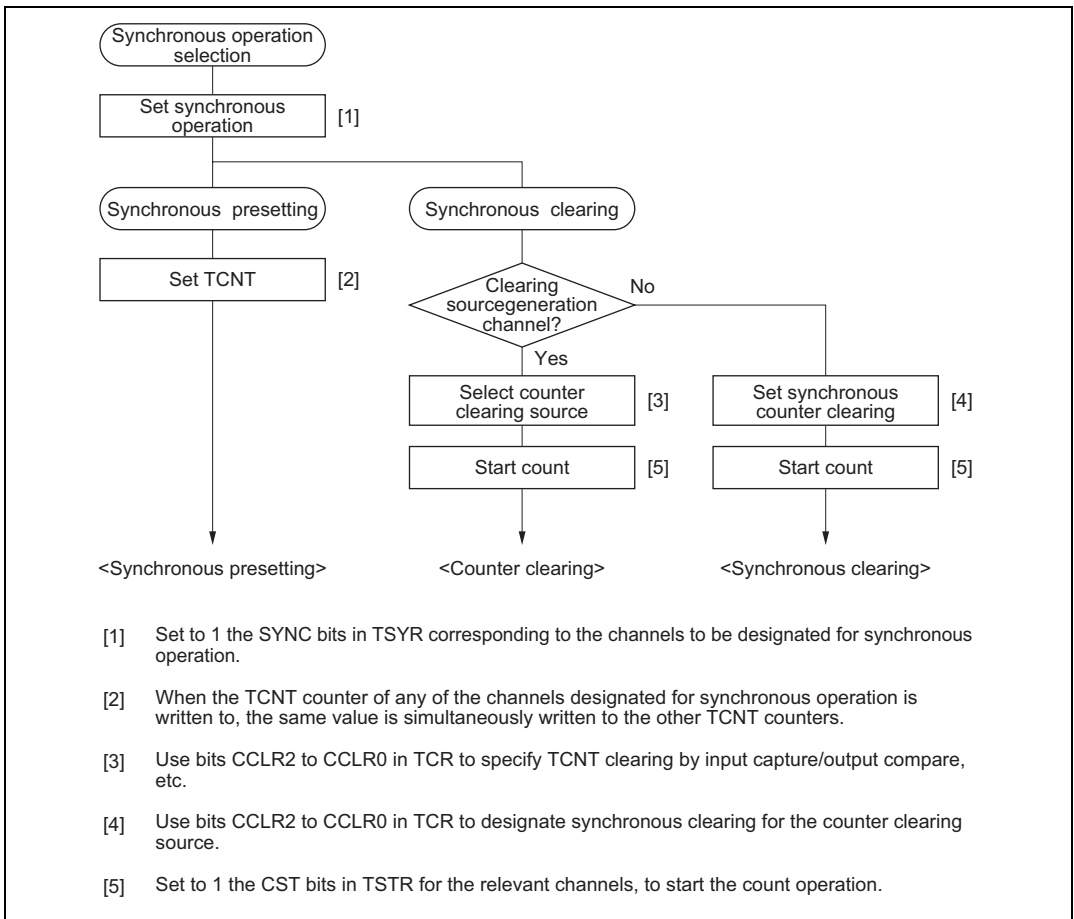 Synchronous operation
selection
Set synchronous
operation
[1]
Synchronous presetting
Synchronous clearing
Set TCNT
[2]
Clearing
sourcegeneration
channel?
No
Yes
Select counter
clearing source
[3]
Set synchronous
counter clearing
[4]
Start count
[5]
Start count
[5]
<Synchronous presetting>
<Counter clearing>
<Synchronous clearing>
[1] Set to 1 the SYNC bits in TSYR corresponding to the channels to be designated for synchronous
operation.
[2] When the TCNT counter of any of the channels designated for synchronous operation is
written to, the same value is simultaneously written to the other TCNT counters.
[3] Use bits CCLR2 to CCLR0 in TCR to specify TCNT clearing by input capture/output compare,
etc.
[4] Use bits CCLR2 to CCLR0 in TCR to designate synchronous clearing for the counter clearing
source.
[5] Set to 1 the CST bits in TSTR for the relevant channels, to start the count operation.